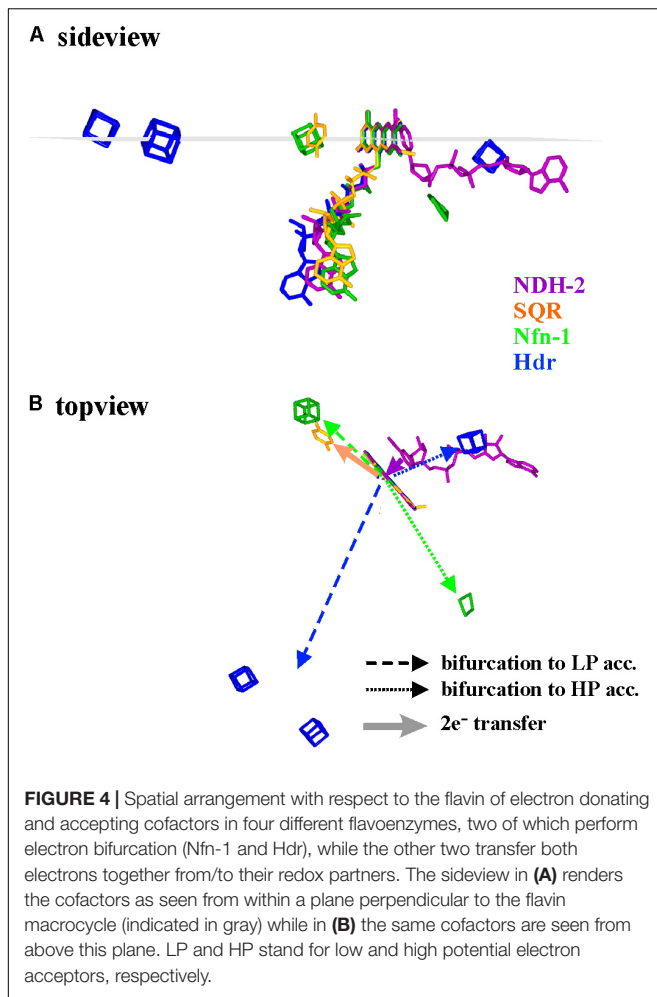 A sideview
NDH-2
SQR
Nfn-1
Hdr
B topview
bifurcation to LP acc.
bifurcation to HP acc.
2e⁻ transfer
FIGURE 4 | Spatial arrangement with respect to the flavin of electron donating
and accepting cofactors in four different flavoenzymes, two of which perform
electron bifurcation (Nfn-1 and Hdr), while the other two transfer both
electrons together from/to their redox partners. The sideview in (A) renders
the cofactors as seen from within a plane perpendicular to the flavin
macrocycle (indicated in gray) while in (B) the same cofactors are seen from
above this plane. LP and HP stand for low and high potential electron
acceptors, respectively.